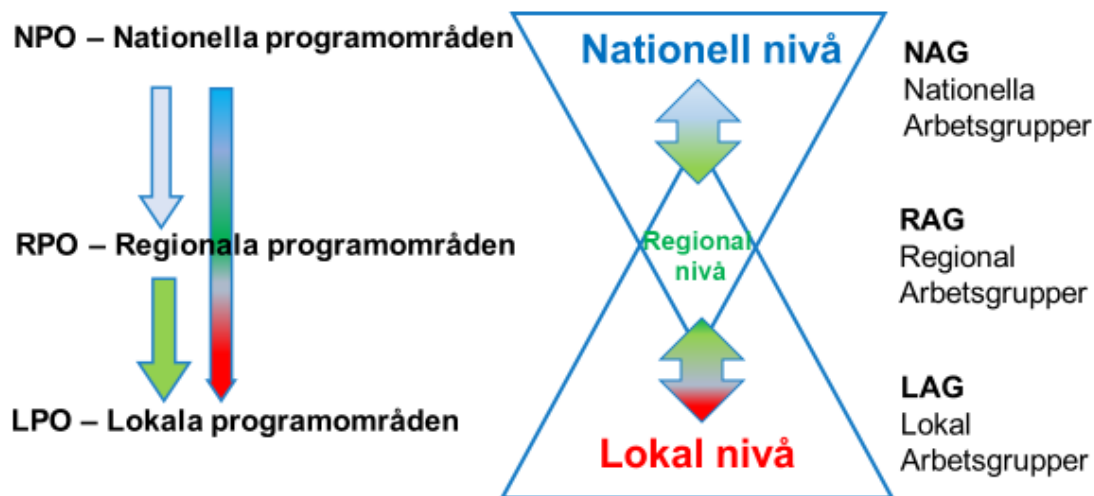 NPO – Nationella programområden
RPO – Regionala programområden
LPO – Lokala programområden
Nationell nivå
Regional
nivå
Lokal nivå
NAG
Nationella
Arbetsgrupper
RAG
Regional
Arbetsgrupper
LAG
Lokal
Arbetsgrupper